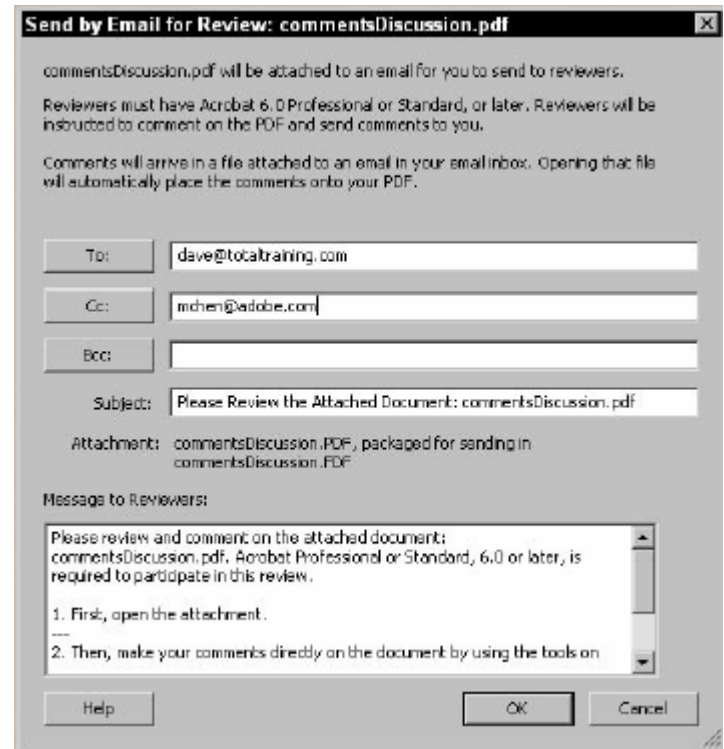 Send by Email for Review: commentsDiscussion.pdf
commentsDiscussion.pdf will be attached to an email for you to send to reviewers.
Reviewers must have Acrobat 6.0 Professional or Standard, or later. Reviewers will be
instructed to comment on the PDF and send comments to you.
Comments will arrive in a file attached to an email in your email inbox. Opening that file
will automatically place the comments onto your PDF.
To: dave@totaltraining.com
Cc: mchen@adobe.com
Bcc:
Subject: Please Review the Attached Document: commentsDiscussion.pdf
Attachment: commentsDiscussion.PDF, packaged for sending in
commentsDiscussion.FDF
Message to Reviewers:
Please review and comment on the attached document:
commentsDiscussion.pdf. Acrobat Professional or Standard, 6.0 or later, is
required to participate in this review.
1. First, open the attachment.
---
2. Then, make your comments directly on the document by using the tools on
Help OK Cancel